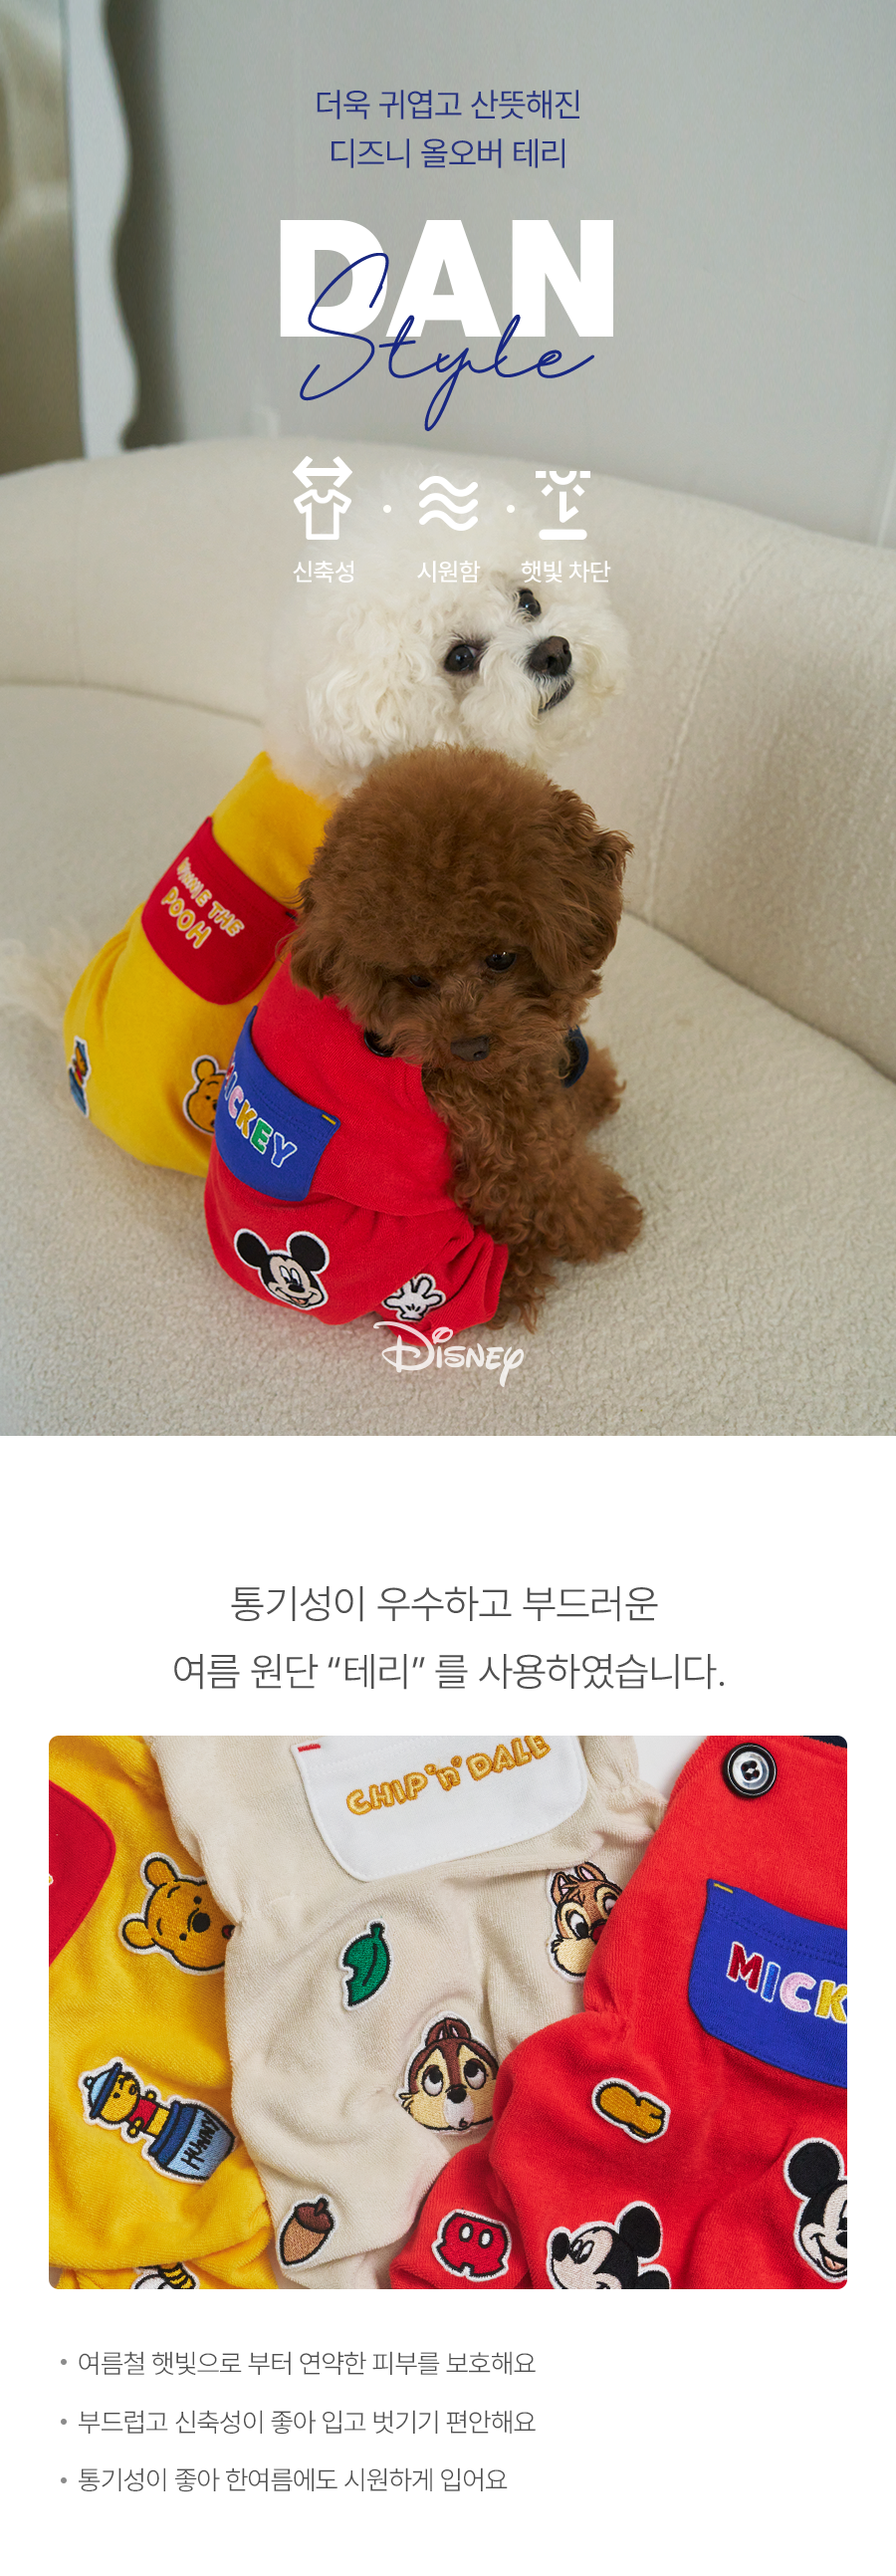 더욱 귀엽고 산뜻해진
디즈니 올오버 테리
DAN
Style
신축성 · 시원함 · 햇빛 차단
WINNIE THE
POOH
MICKEY
Disney
통기성이 우수하고 부드러운
여름 원단 “테리” 를 사용하였습니다.
CHIP 'n' DALE
MICK
HUNNY
• 여름철 햇빛으로 부터 연약한 피부를 보호해요
• 부드럽고 신축성이 좋아 입고 벗기기 편안해요
• 통기성이 좋아 한여름에도 시원하게 입어요